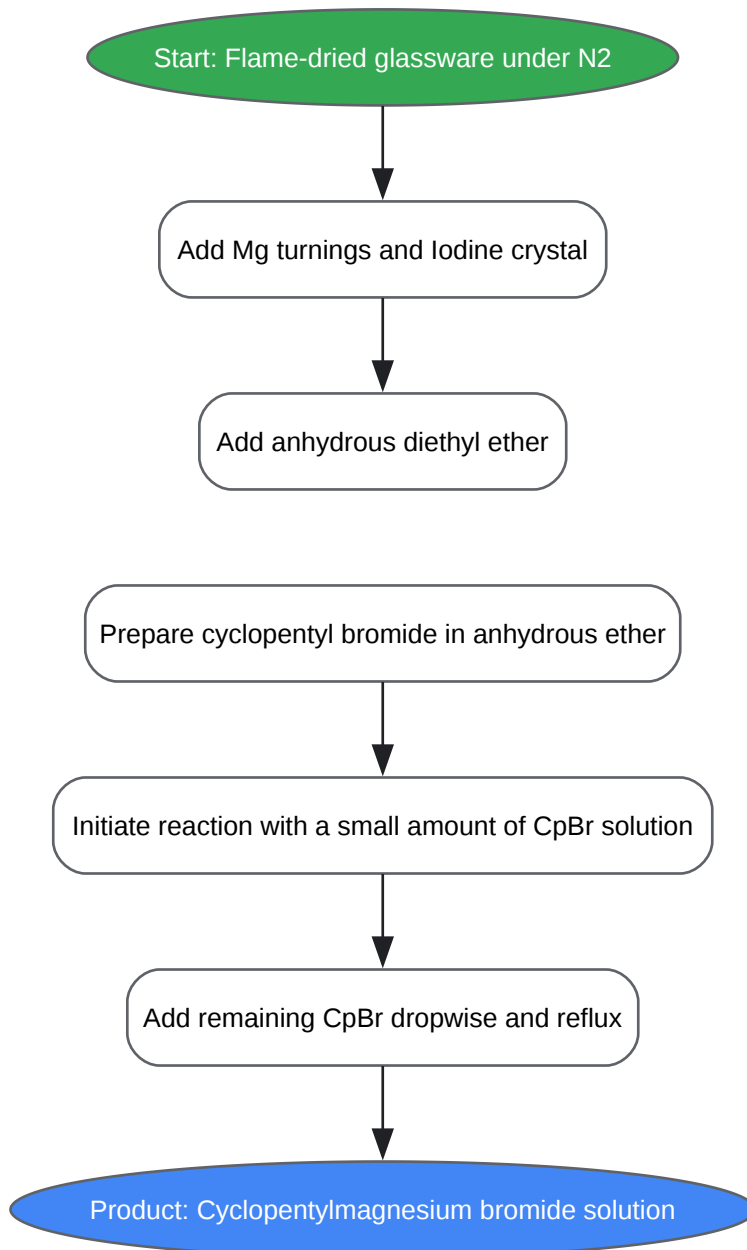 Start: Flame-dried glassware under N2
Add Mg turnings and Iodine crystal
Add anhydrous diethyl ether
Prepare cyclopentyl bromide in anhydrous ether
Initiate reaction with a small amount of CpBr solution
Add remaining CpBr dropwise and reflux
Product: Cyclopentylmagnesium bromide solution